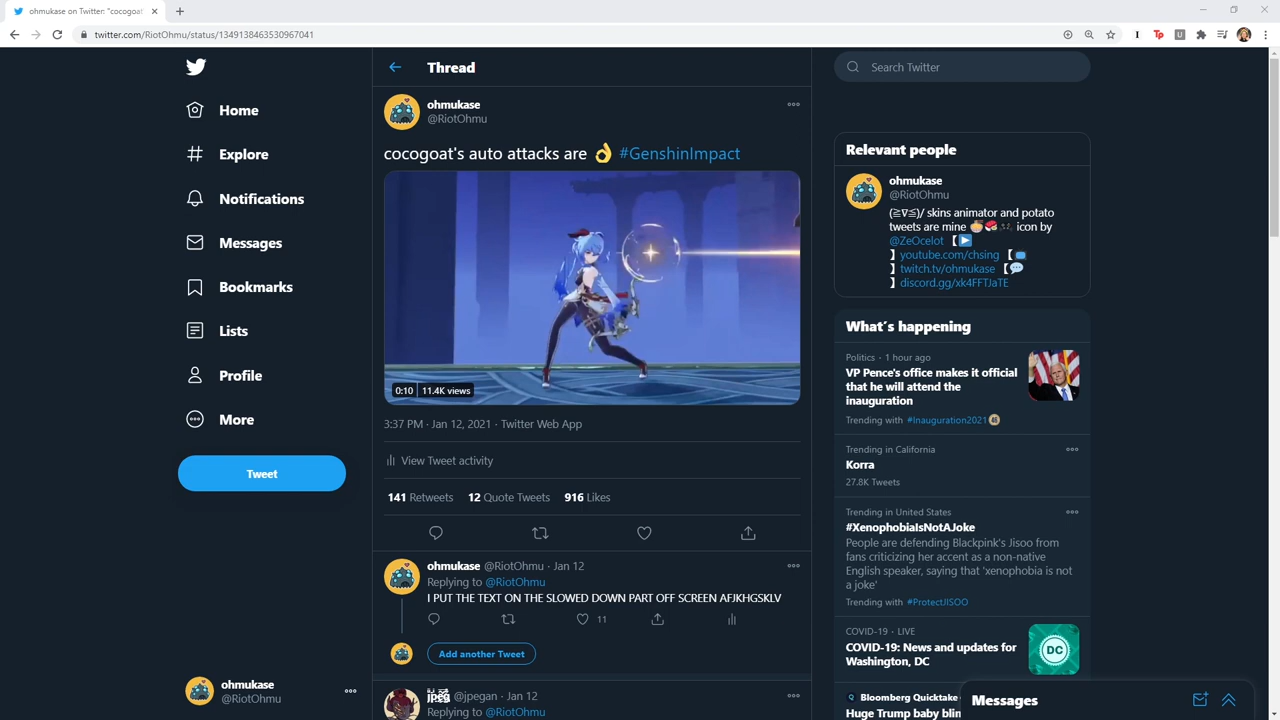 ohmukase on Twitter: "cocogoat
twitter.com/RiotOhmu/status/1349138463530967041
Home
Explore
Notifications
Messages
Bookmarks
Lists
Profile
More
Tweet
ohmukase
@RiotOhmu
Thread
ohmukase
@RiotOhmu
cocogoat's auto attacks are 👌 #GenshinImpact
0:10 11.4K views
3:37 PM · Jan 12, 2021 · Twitter Web App
View Tweet activity
141 Retweets 12 Quote Tweets 916 Likes
ohmukase @RiotOhmu · Jan 12
Replying to @RiotOhmu
I PUT THE TEXT ON THE SLOWED DOWN PART OFF SCREEN AFJKHGSKLV
11
Add another Tweet
@jpegan · Jan 12
Replying to @RiotOhmu
Search Twitter
Relevant people
ohmukase
@RiotOhmu
(≧∇≦)/ skins animator and potato
tweets are mine 🍜🍣🎮 icon by
@ZeOcelot 【▶
】youtube.com/chsing 【
】twitch.tv/ohmukase 【💬
】discord.gg/xk4FFTJaTE
What's happening
Politics · 1 hour ago
VP Pence's office makes it official
that he will attend the
inauguration
Trending with #Inauguration2021
Trending in California
Korra
27.8K Tweets
Trending in United States
#XenophobiaIsNotAJoke
People are defending Blackpink's Jisoo from
fans criticizing her accent as a non-native
English speaker, saying that 'xenophobia is not
a joke'
Trending with #ProtectJISOO
COVID-19 · LIVE
COVID-19: News and updates for
Washington, DC
DC
Bloomberg Quicktake
Huge Trump baby
Messages